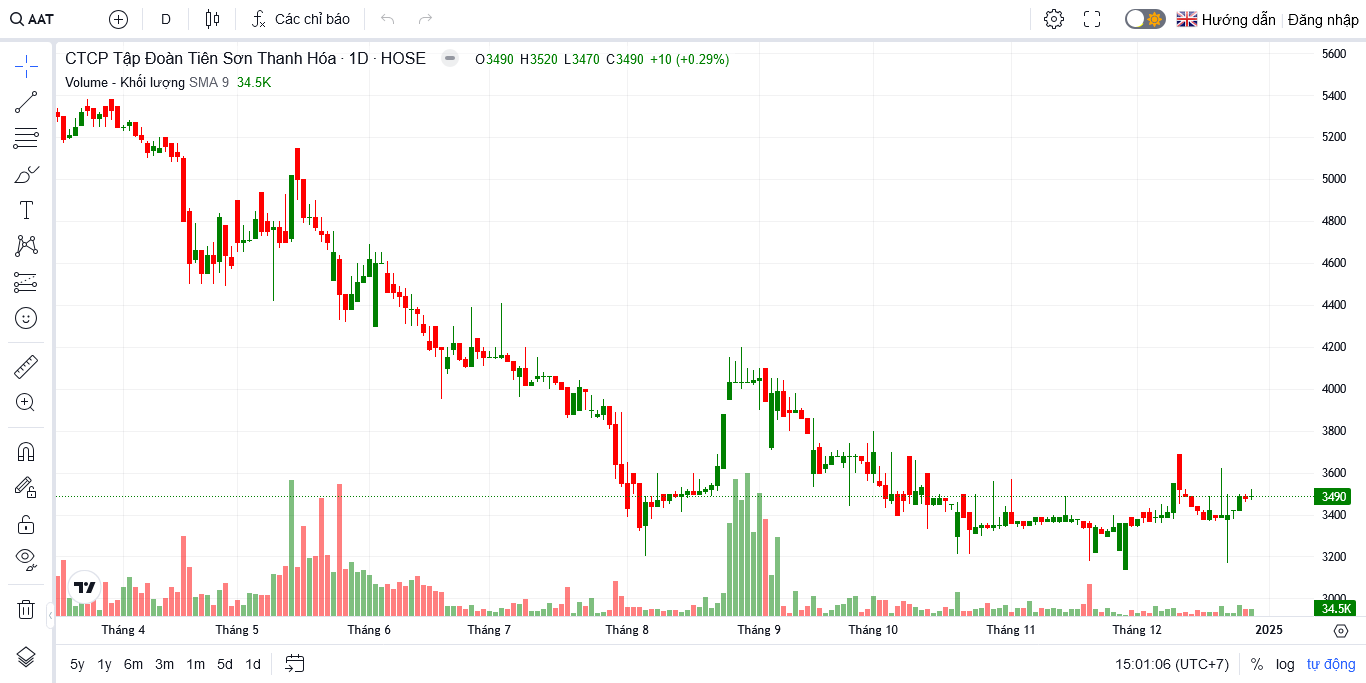 AAT D Các chỉ báo Hướng dẫn Đăng nhập
CTCP Tập Đoàn Tiên Sơn Thanh Hóa · 1D · HOSE O3490 H3520 L3470 C3490 +10 (+0.29%)
Volume - Khối lượng SMA 9 34.5K
5600
5400
5200
5000
4800
4600
4400
4200
4000
3800
3600
3490
3400
3200
3000
34.5K
Tháng 4 Tháng 5 Tháng 6 Tháng 7 Tháng 8 Tháng 9 Tháng 10 Tháng 11 Tháng 12 2025
5y 1y 6m 3m 1m 5d 1d 15:01:06 (UTC+7) % log tự động